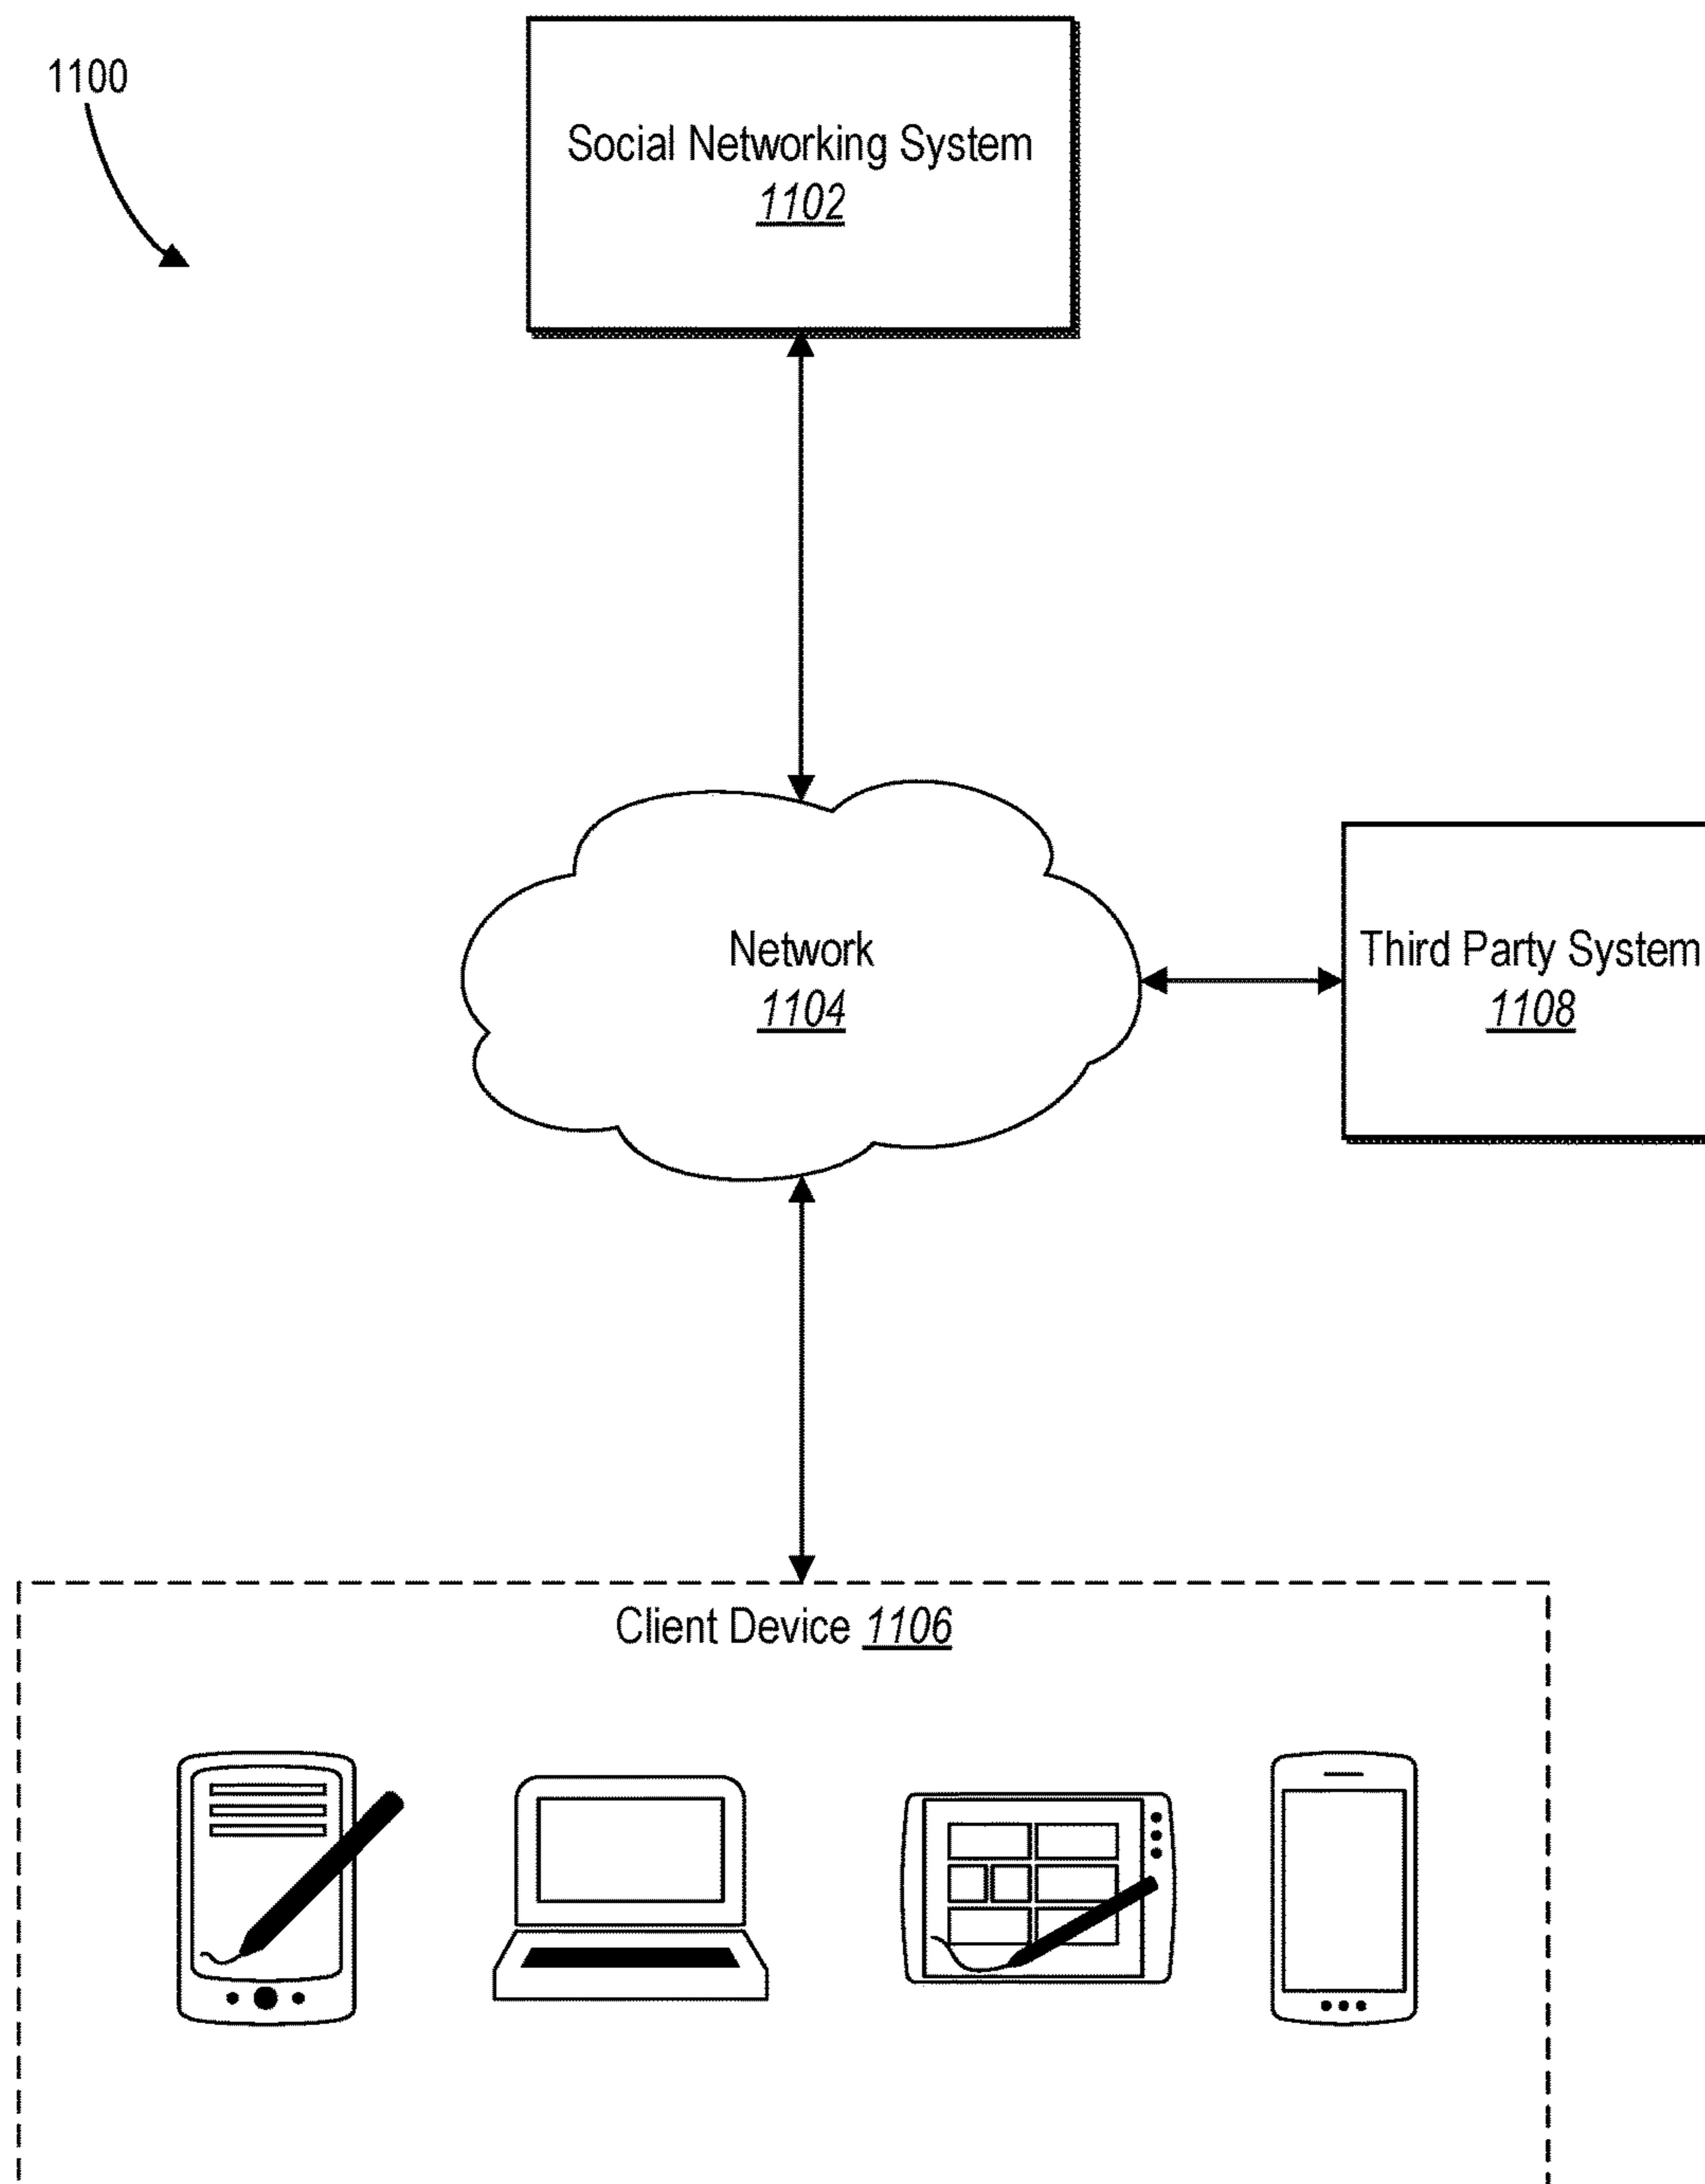 1100
Social Networking System
1102
Network
1104
Third Party System
1108
Client Device 1106